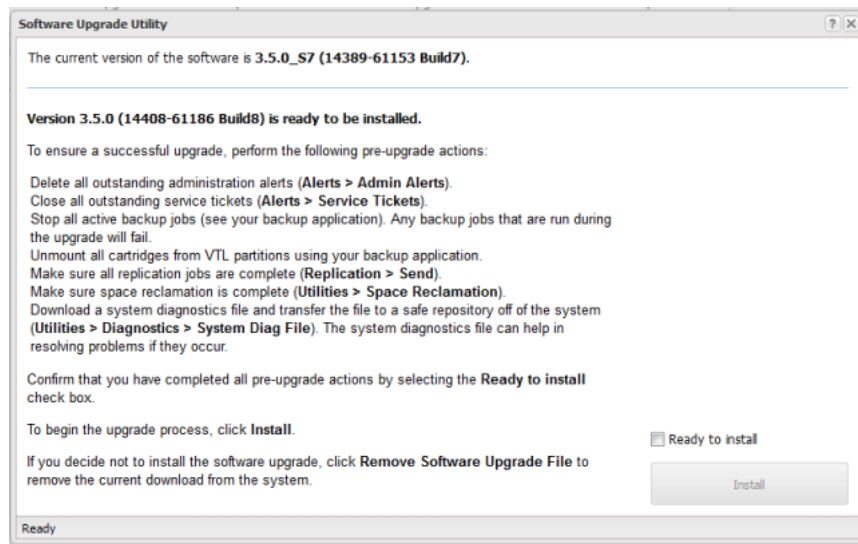 Software Upgrade Utility
The current version of the software is 3.5.0_S7 (14389-61153 Build7).
Version 3.5.0 (14408-61186 Build8) is ready to be installed.
To ensure a successful upgrade, perform the following pre-upgrade actions:
Delete all outstanding administration alerts (Alerts > Admin Alerts).
Close all outstanding service tickets (Alerts > Service Tickets).
Stop all active backup jobs (see your backup application). Any backup jobs that are run during
the upgrade will fail.
Unmount all cartridges from VTL partitions using your backup application.
Make sure all replication jobs are complete (Replication > Send).
Make sure space reclamation is complete (Utilities > Space Reclamation).
Download a system diagnostics file and transfer the file to a safe repository off of the system
(Utilities > Diagnostics > System Diag File). The system diagnostics file can help in
resolving problems if they occur.
Confirm that you have completed all pre-upgrade actions by selecting the Ready to install
check box.
To begin the upgrade process, click Install.
Ready to install
If you decide not to install the software upgrade, click Remove Software Upgrade File to
remove the current download from the system.
Install
Ready